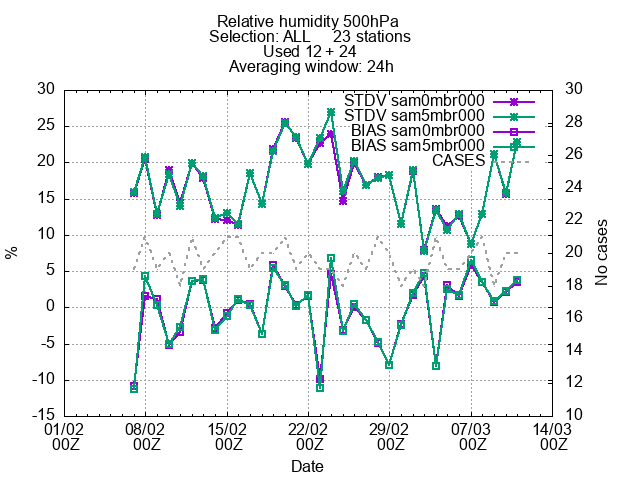 Relative humidity 500hPa
Selection: ALL 23 stations
Used 12 + 24
Averaging window: 24h
STDV sam0mbr000
STDV sam5mbr000
BIAS sam0mbr000
BIAS sam5mbr000
CASES
30
25
20
15
10
5
0
-5
-10
-15
%
30
28
26
24
22
20
18
16
14
12
10
No cases
01/02 08/02 15/02 22/02 29/02 07/03 14/03
00Z 00Z 00Z 00Z 00Z 00Z 00Z
Date